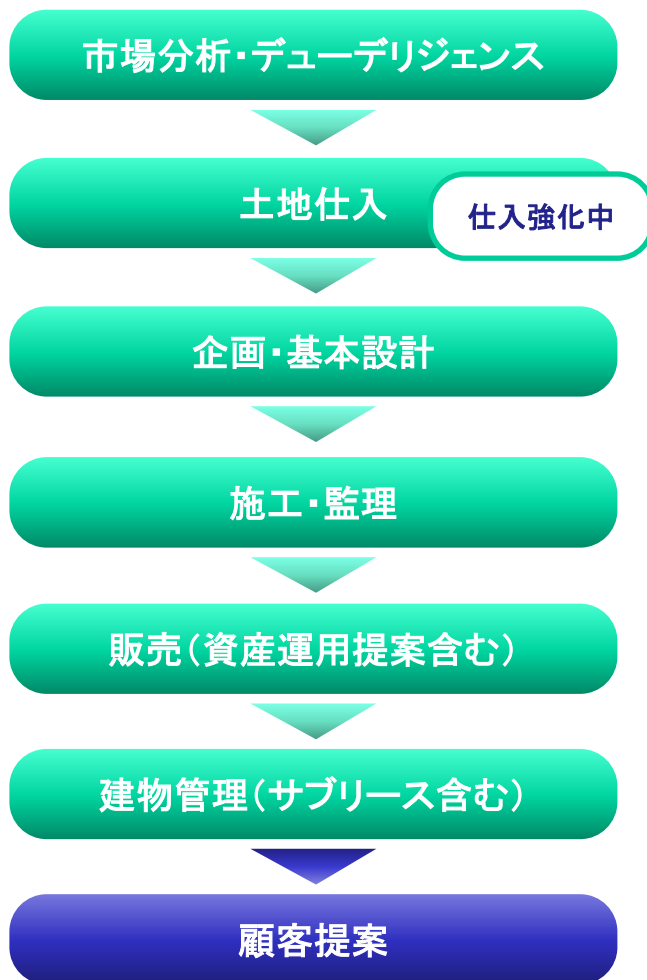 市場分析・デューデリジェンス
土地仕入
仕入強化中
企画・基本設計
施工・監理
販売（資産運用提案含む）
建物管理（サブリース含む）
顧客提案